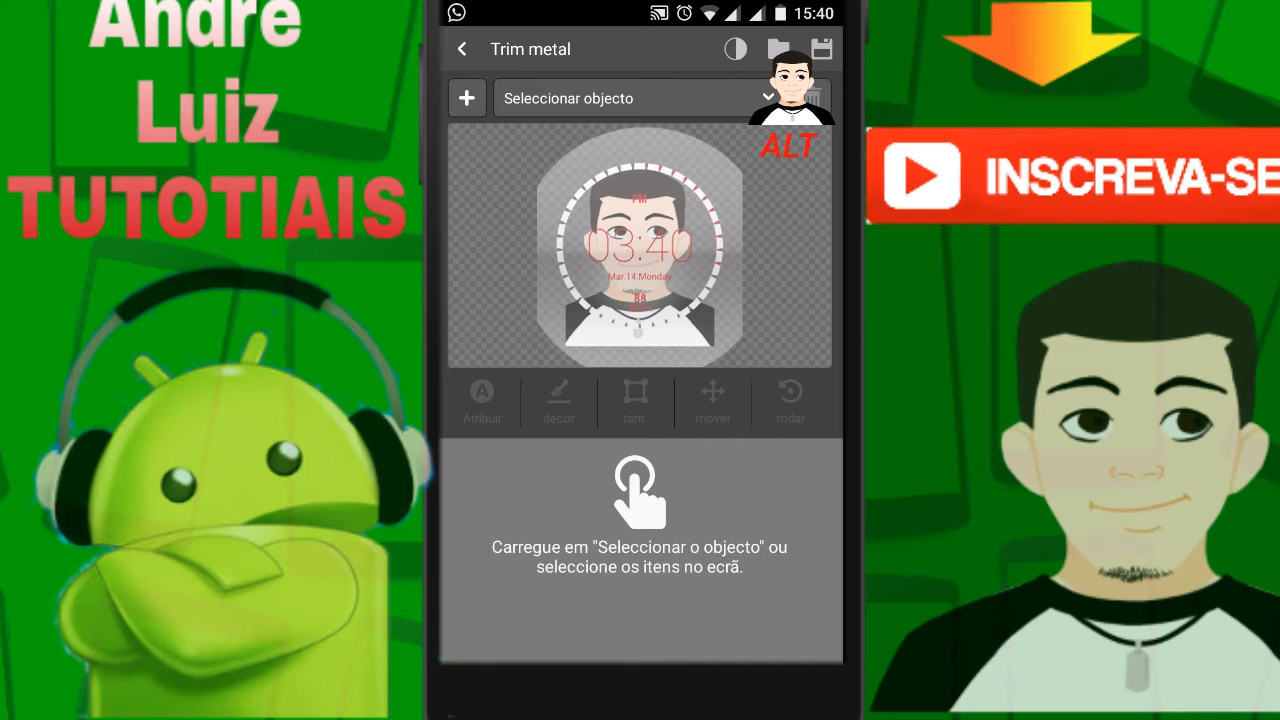 Andre
Luiz
TUTOTIAIS
15:40
Trim metal
Seleccionar objecto
ALT
PM
03:40
Mar.14.Monday
88
Atribuir
decor
tam.
mover
rodar
Carregue em "Seleccionar o objecto" ou
seleccione os itens no ecrã.
INSCREVA-SE